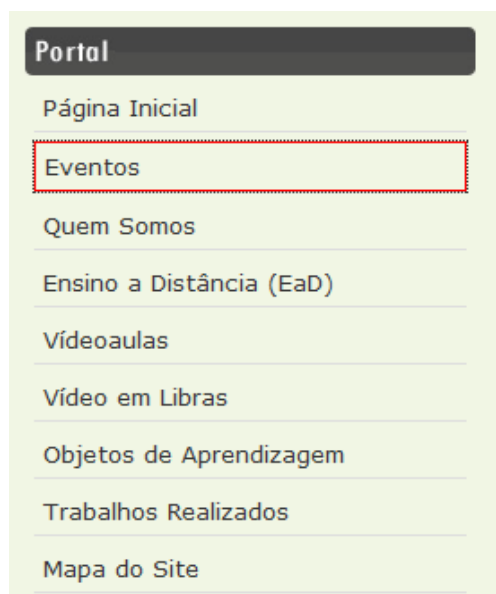 Portal
Página Inicial
Eventos
Quem Somos
Ensino a Distância (EaD)
Vídeoaulas
Vídeo em Libras
Objetos de Aprendizagem
Trabalhos Realizados
Mapa do Site